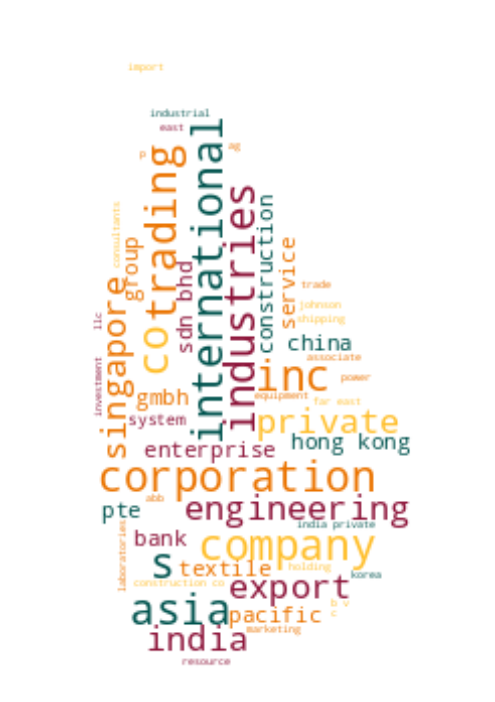 import
industrial
east
ag
p
trading
international
industries
consultants
construction
group
service
sdn bhd
singapore
trade
johnson
shipping
llc
co
china
associate
investment
inc
power
gmbh
equipment
far east
system
private
hong kong
enterprise
corporation
abb
pte
engineering
india private
laboratories
bank
company
s
textile
holding
korea
construction co
export
asia
b v
c
pacific
marketing
india
resource